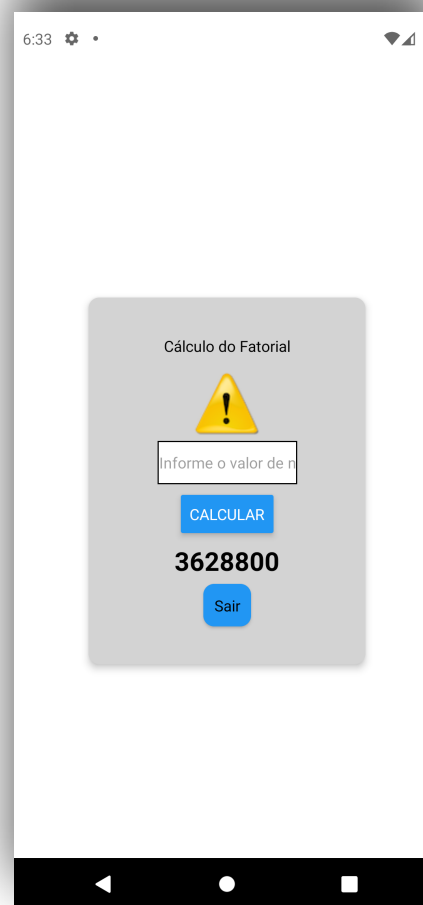 6:33
Cálculo do Fatorial
Informe o valor de n
CALCULAR
3628800
Sair